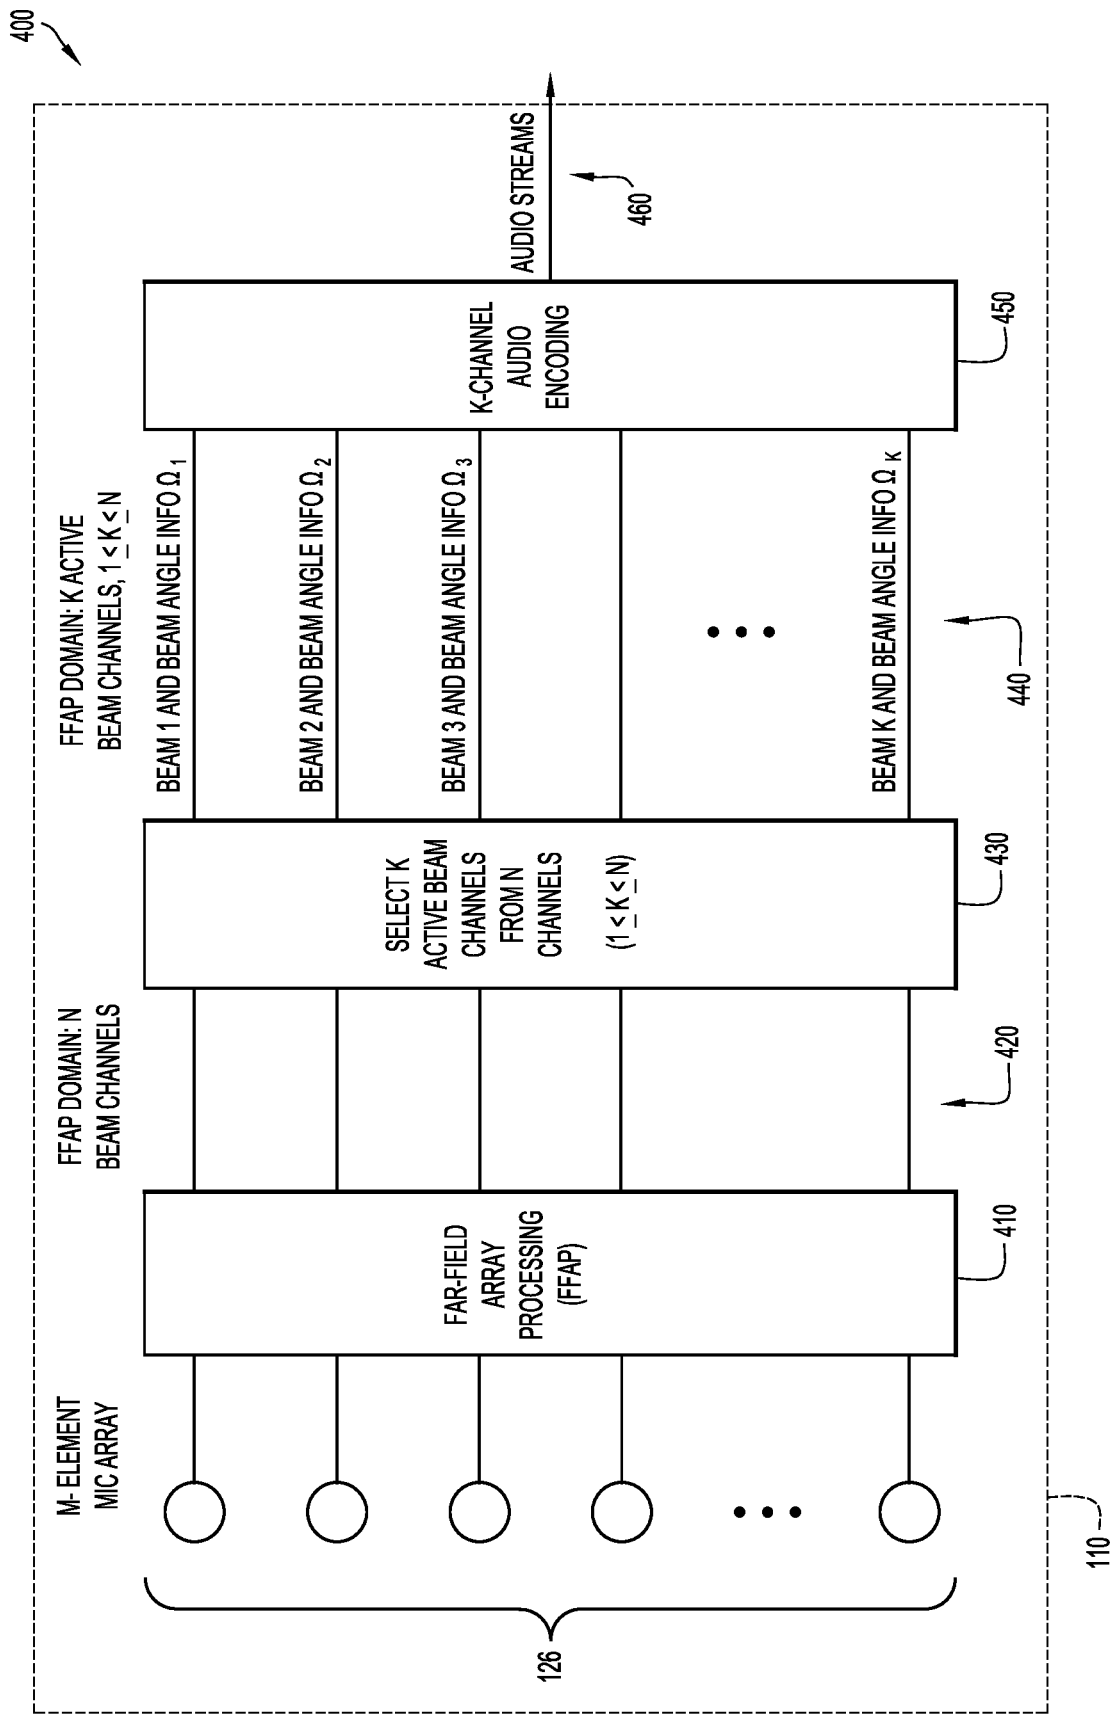 400
M- ELEMENT
MIC ARRAY
126
110
FAR-FIELD
ARRAY
PROCESSING
(FFAP)
410
FFAP DOMAIN: N
BEAM CHANNELS
420
SELECT K
ACTIVE BEAM
CHANNELS
FROM N
CHANNELS
(1 ≤ K ≤ N)
430
FFAP DOMAIN: K ACTIVE
BEAM CHANNELS, 1 ≤ K ≤ N
BEAM 1 AND BEAM ANGLE INFO Ω1
BEAM 2 AND BEAM ANGLE INFO Ω2
BEAM 3 AND BEAM ANGLE INFO Ω3
BEAM K AND BEAM ANGLE INFO ΩK
440
K-CHANNEL
AUDIO
ENCODING
450
AUDIO STREAMS
460